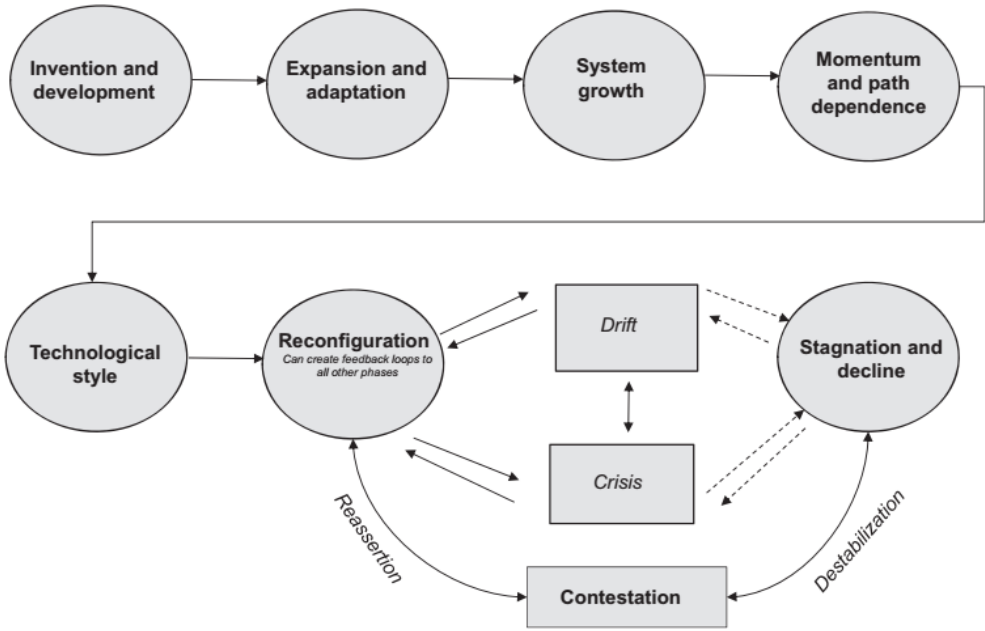 Invention and
development
Expansion and
adaptation
System
growth
Momentum
and path
dependence
Technological
style
Reconfiguration
Can create feedback loops to
all other phases
Drift
Stagnation and
decline
Crisis
Reassertion
Destabilization
Contestation